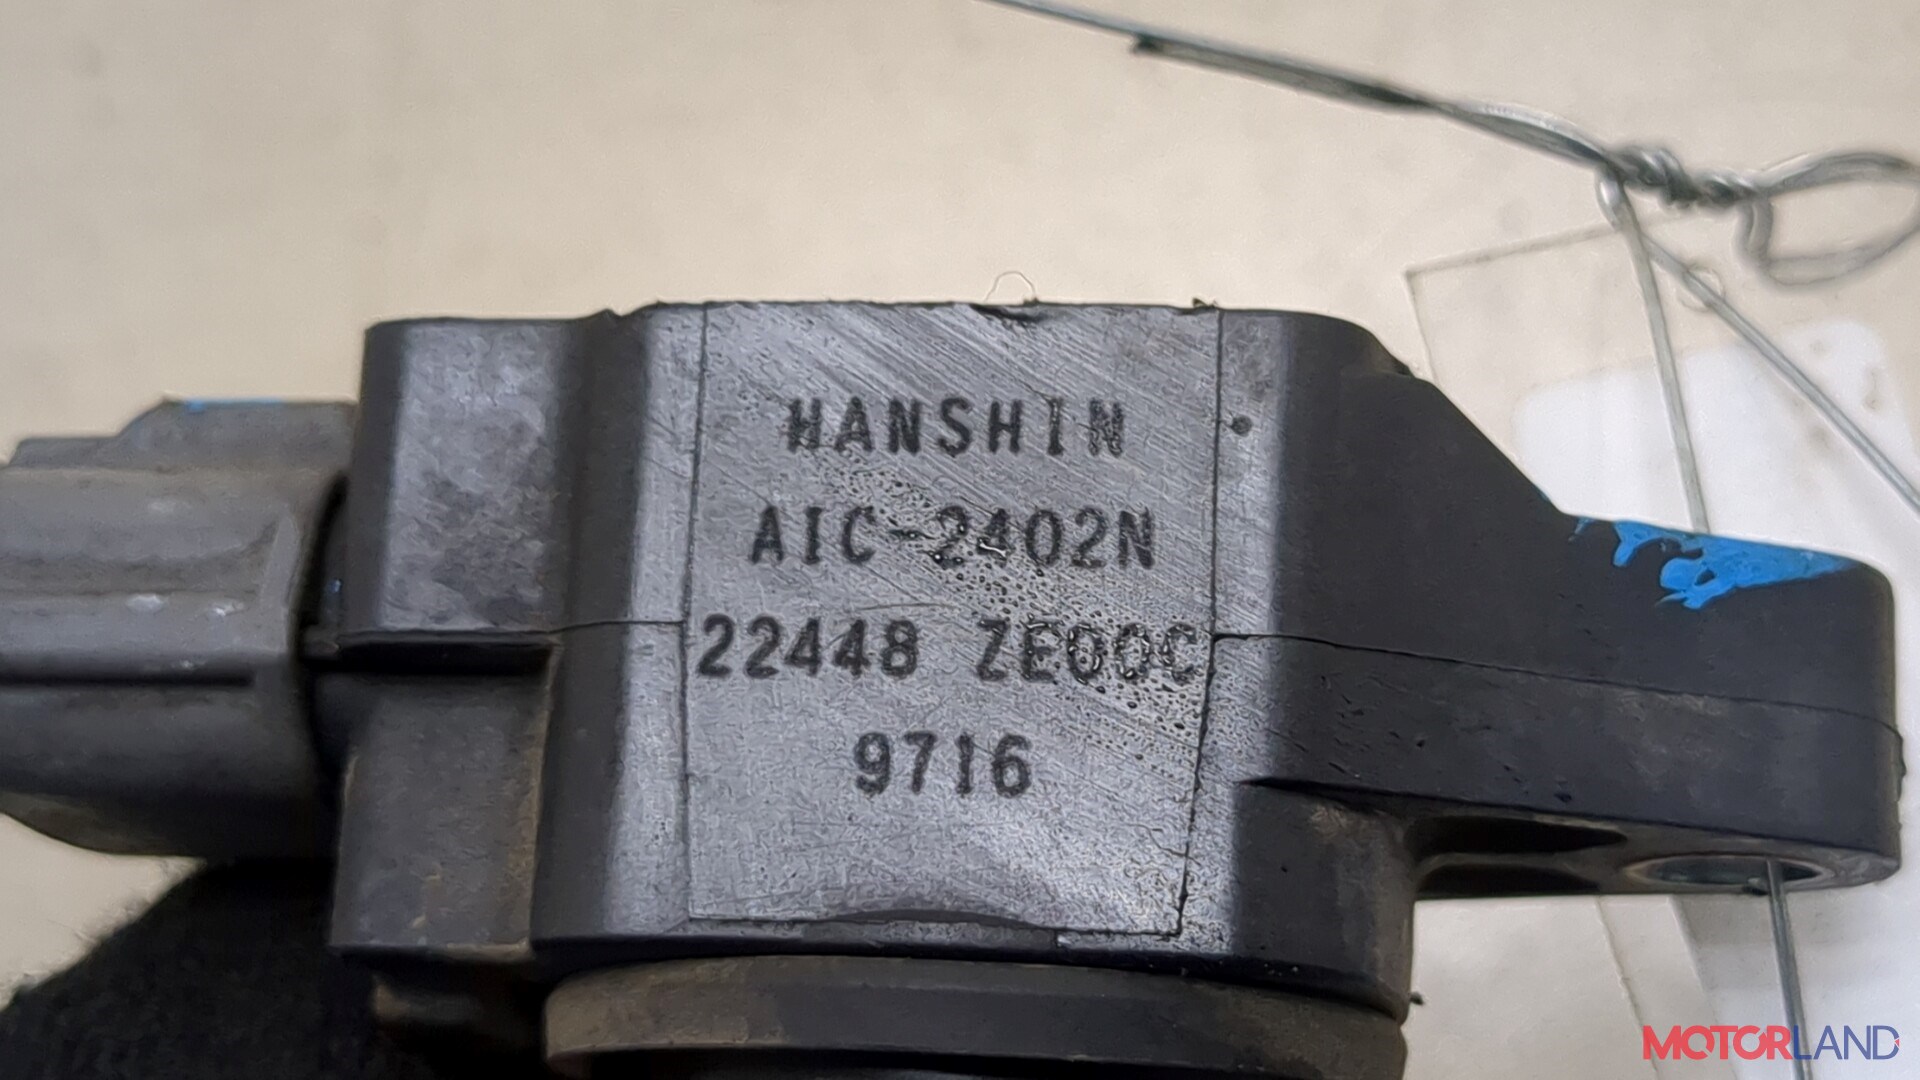 HANSHIN
AIC-2402N
22448 ZE00C
9716
MOTORLAND